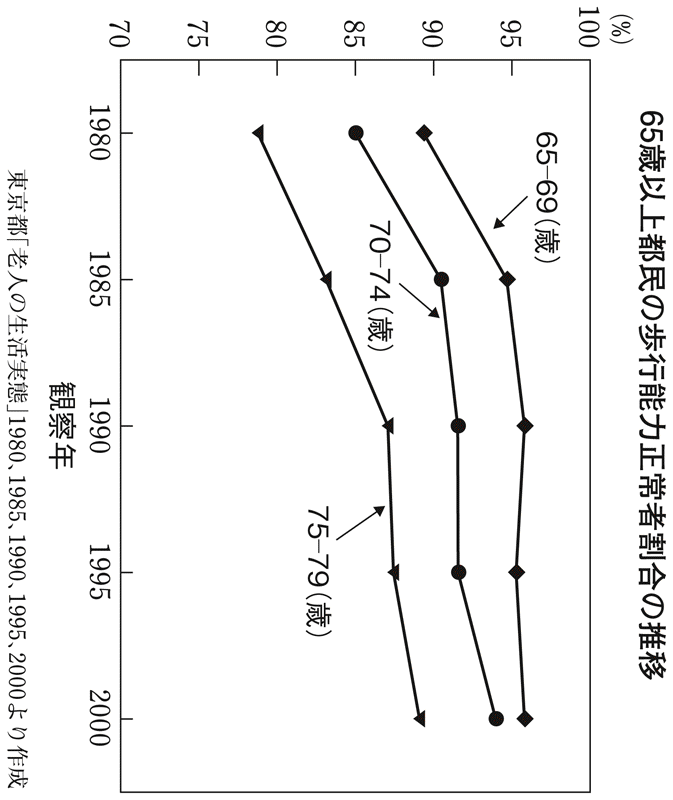 65歳以上都民の歩行能力正常者割合の推移
(%)
100
95
90
85
80
75
70
65–69(歳)
70–74(歳)
75–79(歳)
1980
1985
1990
1995
2000
観察年
東京都「老人の生活実態」1980、1985、1990、1995、2000より作成